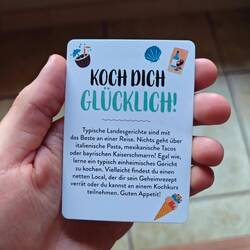 KOCH DICH
GLÜCKLICH!
Typische Landesgerichte sind mit
das Beste an einer Reise. Nichts geht über
italienische Pasta, mexikanische Tacos
oder bayrischen Kaiserschmarrn! Egal wie,
lerne ein typisch einheimisches Gericht
zu kochen. Vielleicht findest du einen
netten Local, der dir sein Geheimrezept
verrät oder du kannst an einem Kochkurs
teilnehmen. Guten Appetit!